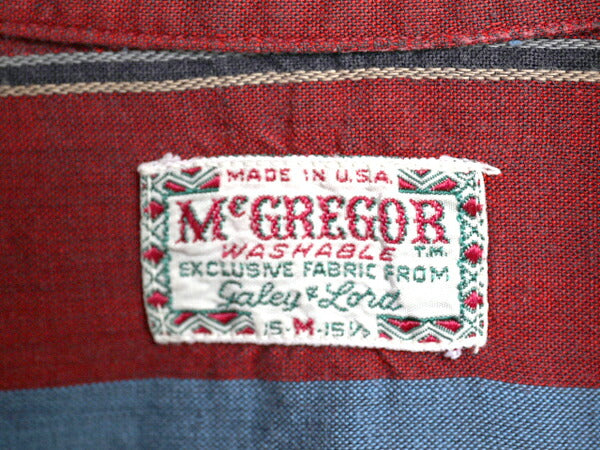 MADE IN U.S.A.
McGREGOR
WASHABLE T.M.
EXCLUSIVE FABRIC FROM
Galey & Lord
15-M-15½